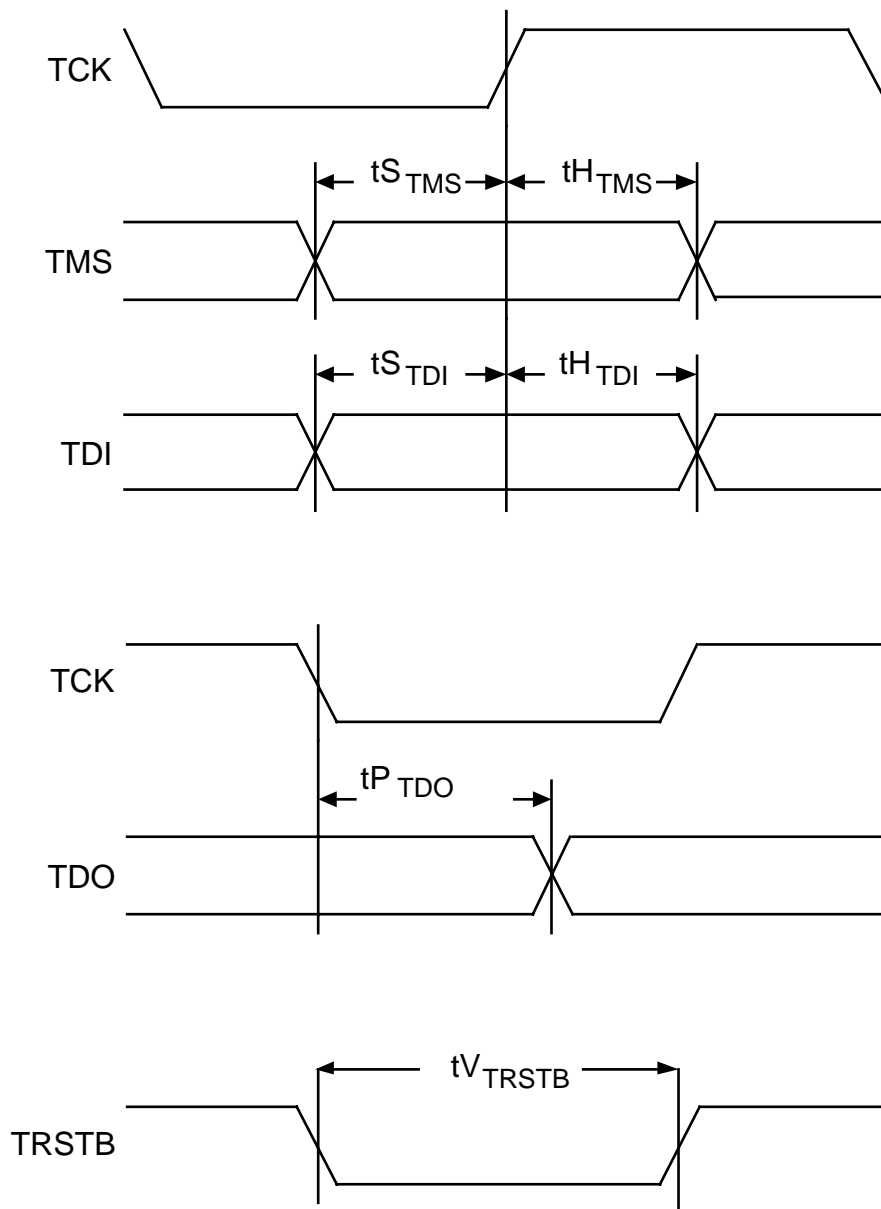 TCK
tS TMS tH TMS
TMS
tS TDI tH TDI
TDI
TCK
tP TDO
TDO
tV TRSTB
TRSTB